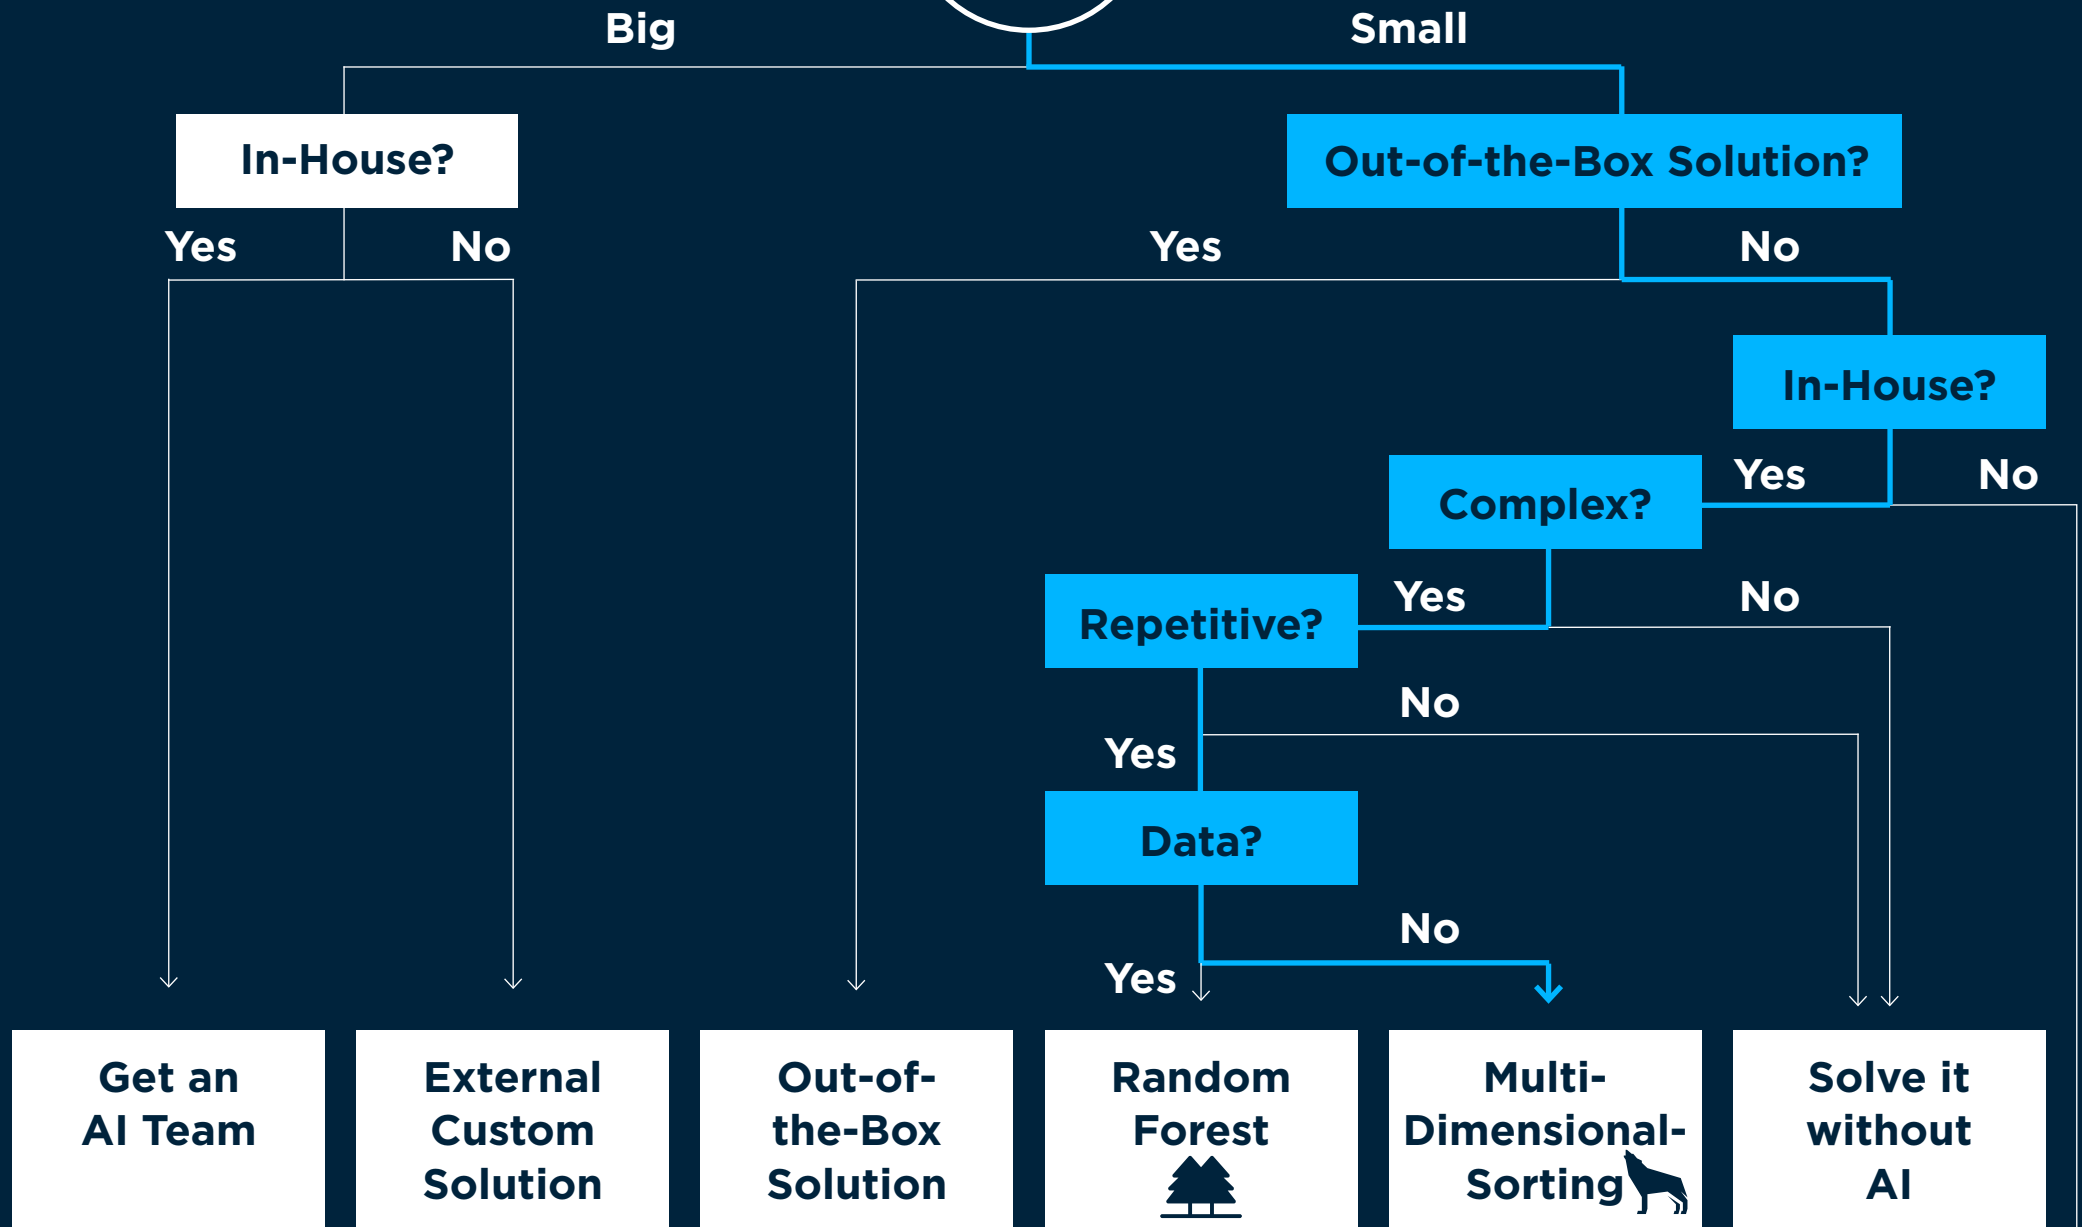 Big
Small
In-House?
Out-of-the-Box Solution?
Yes
No
Yes
No
In-House?
Yes
No
Complex?
Yes
No
Repetitive?
No
Yes
Data?
No
Yes
Get an
AI Team
External
Custom
Solution
Out-of-
the-Box
Solution
Random
Forest
Multi-
Dimensional-
Sorting
Solve it
without
AI